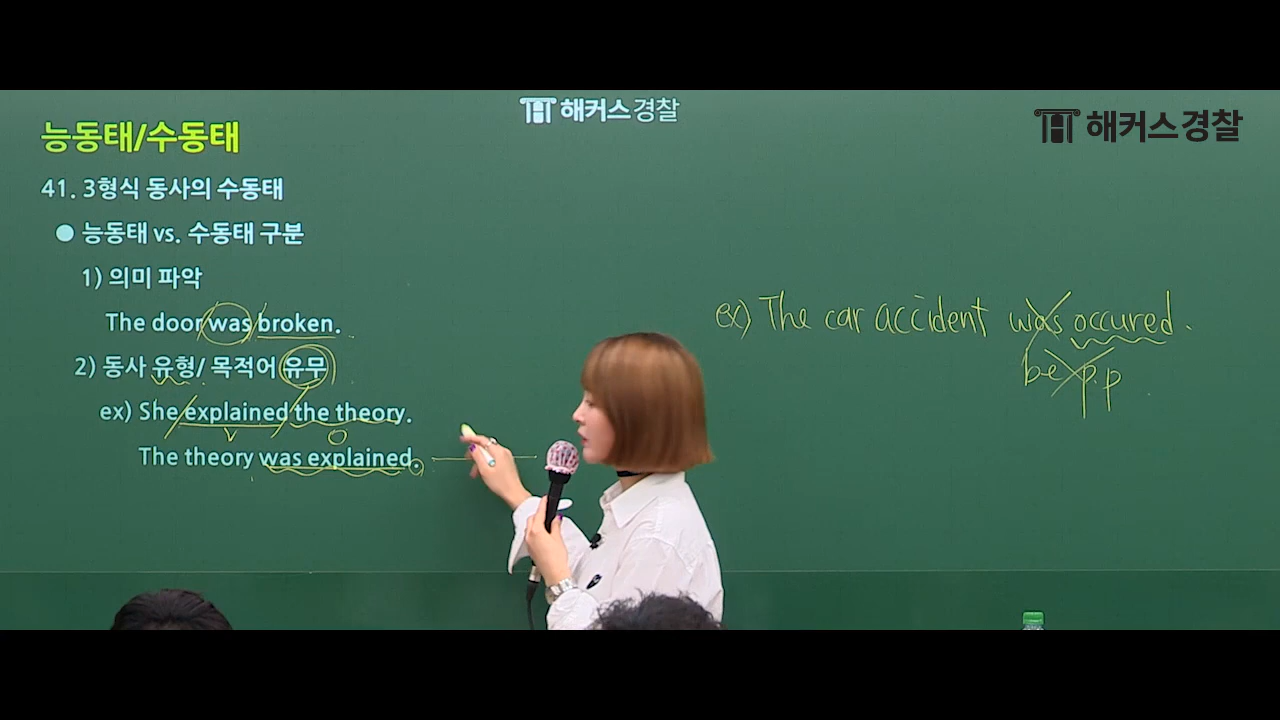 해커스경찰
해커스경찰
능동태/수동태
41. 3형식 동사의 수동태
● 능동태 vs. 수동태 구분
1) 의미 파악
The door was broken.
2) 동사 유형/ 목적어 유무
ex) She explained the theory.
V O
The theory was explained.
ex) The car accident was occured.
be p.p